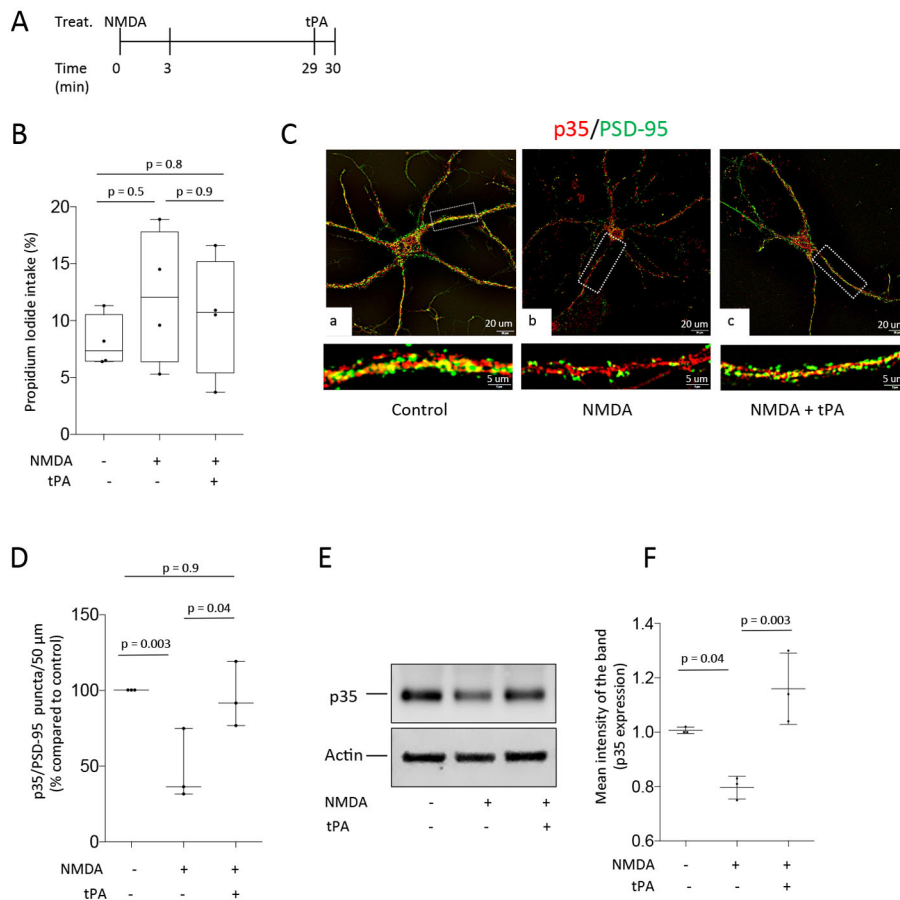 A
Treat. NMDA tPA
Time 0 3 29 30
(min)
B
p = 0.8
p = 0.5 p = 0.9
Propidium Iodide intake (%)
20
15
10
5
0
NMDA - + +
tPA - - +
C
p35/PSD-95
a
20 um
b
20 um
c
20 um
5 um
5 um
5 um
Control NMDA NMDA + tPA
D
p = 0.9
p = 0.04
p = 0.003
p35/PSD-95 puncta/50 µm
(% compared to control)
150
100
50
0
NMDA - + +
tPA - - +
E
p35
Actin
NMDA - + +
tPA - - +
F
p = 0.003
p = 0.04
Mean intensity of the band
(p35 expression)
1.4
1.2
1.0
0.8
0.6
NMDA - + +
tPA - - +